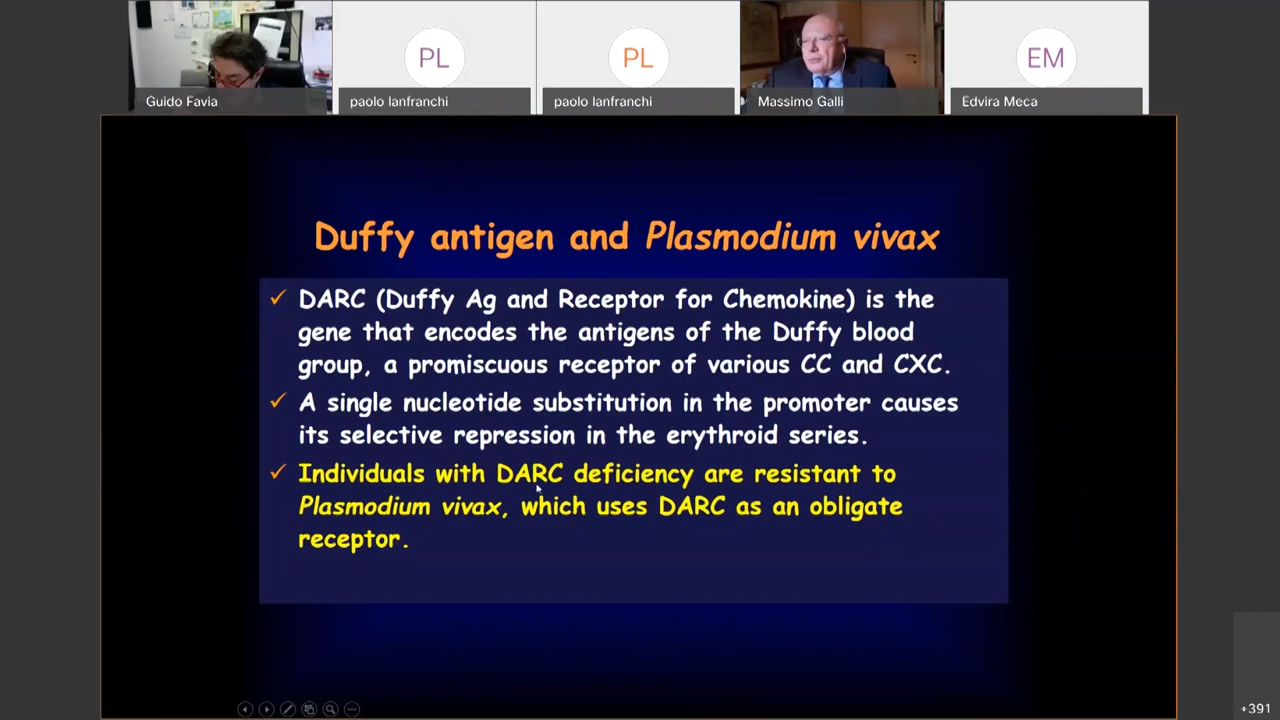 PL
PL
EM
Guido Favia
paolo lanfranchi
paolo lanfranchi
Massimo Galli
Edvira Meca
Duffy antigen and Plasmodium vivax
✓ DARC (Duffy Ag and Receptor for Chemokine) is the
gene that encodes the antigens of the Duffy blood
group, a promiscuous receptor of various CC and CXC.
✓ A single nucleotide substitution in the promoter causes
its selective repression in the erythroid series.
✓ Individuals with DARC deficiency are resistant to
Plasmodium vivax, which uses DARC as an obligate
receptor.
+391